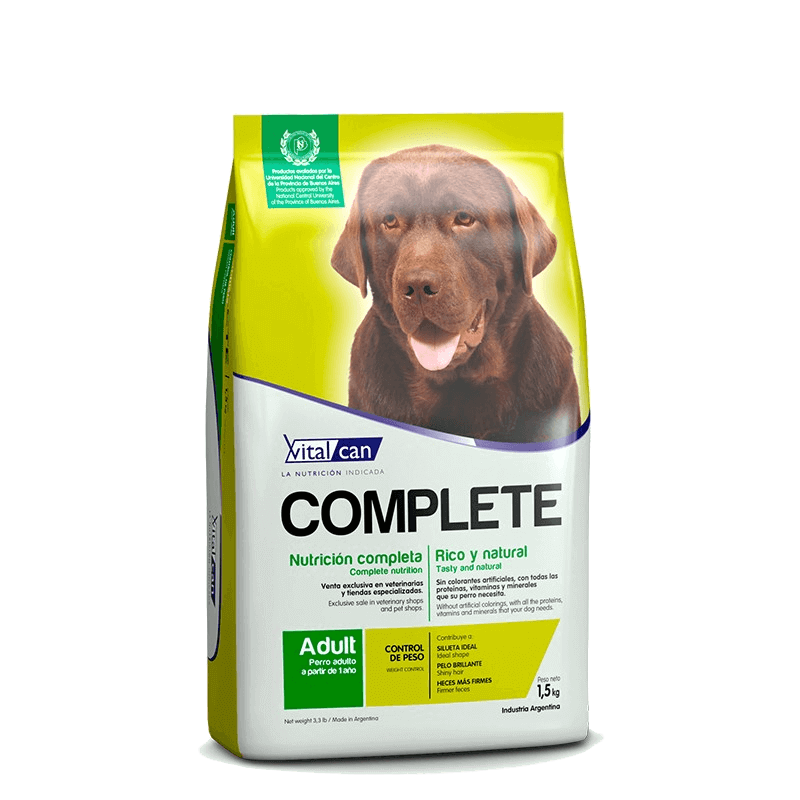 Productos avalados por la
Universidad Nacional del Centro
de la Provincia de Buenos Aires
Products approved by the
National Central University
of the Province of Buenos Aires.
Adult
Vital can
LA NUTRICIÓN INDICADA
COMPLETE
Nutrición completa
Complete nutrition
Venta exclusiva en veterinarias
y tiendas especializadas.
Exclusive sale in veterinary shops
and pet shops.
Rico y natural
Tasty and natural
Sin colorantes artificiales, con todas las
proteínas, vitaminas y minerales
que su perro necesita.
Without artificial colorings, with all the proteins,
vitamins and minerals that your dog needs.
Adult
Perro adulto
a partir de 1 año
CONTROL
DE PESO
WEIGHT CONTROL
Contribuye a:
SILUETA IDEAL
Ideal shape
PELO BRILLANTE
Shiny hair
HECES MÁS FIRMES
Firmer feces
Peso neto
1,5 kg
Industria Argentina
Net weight 3,3 lb / Made in Argentina
Vital can